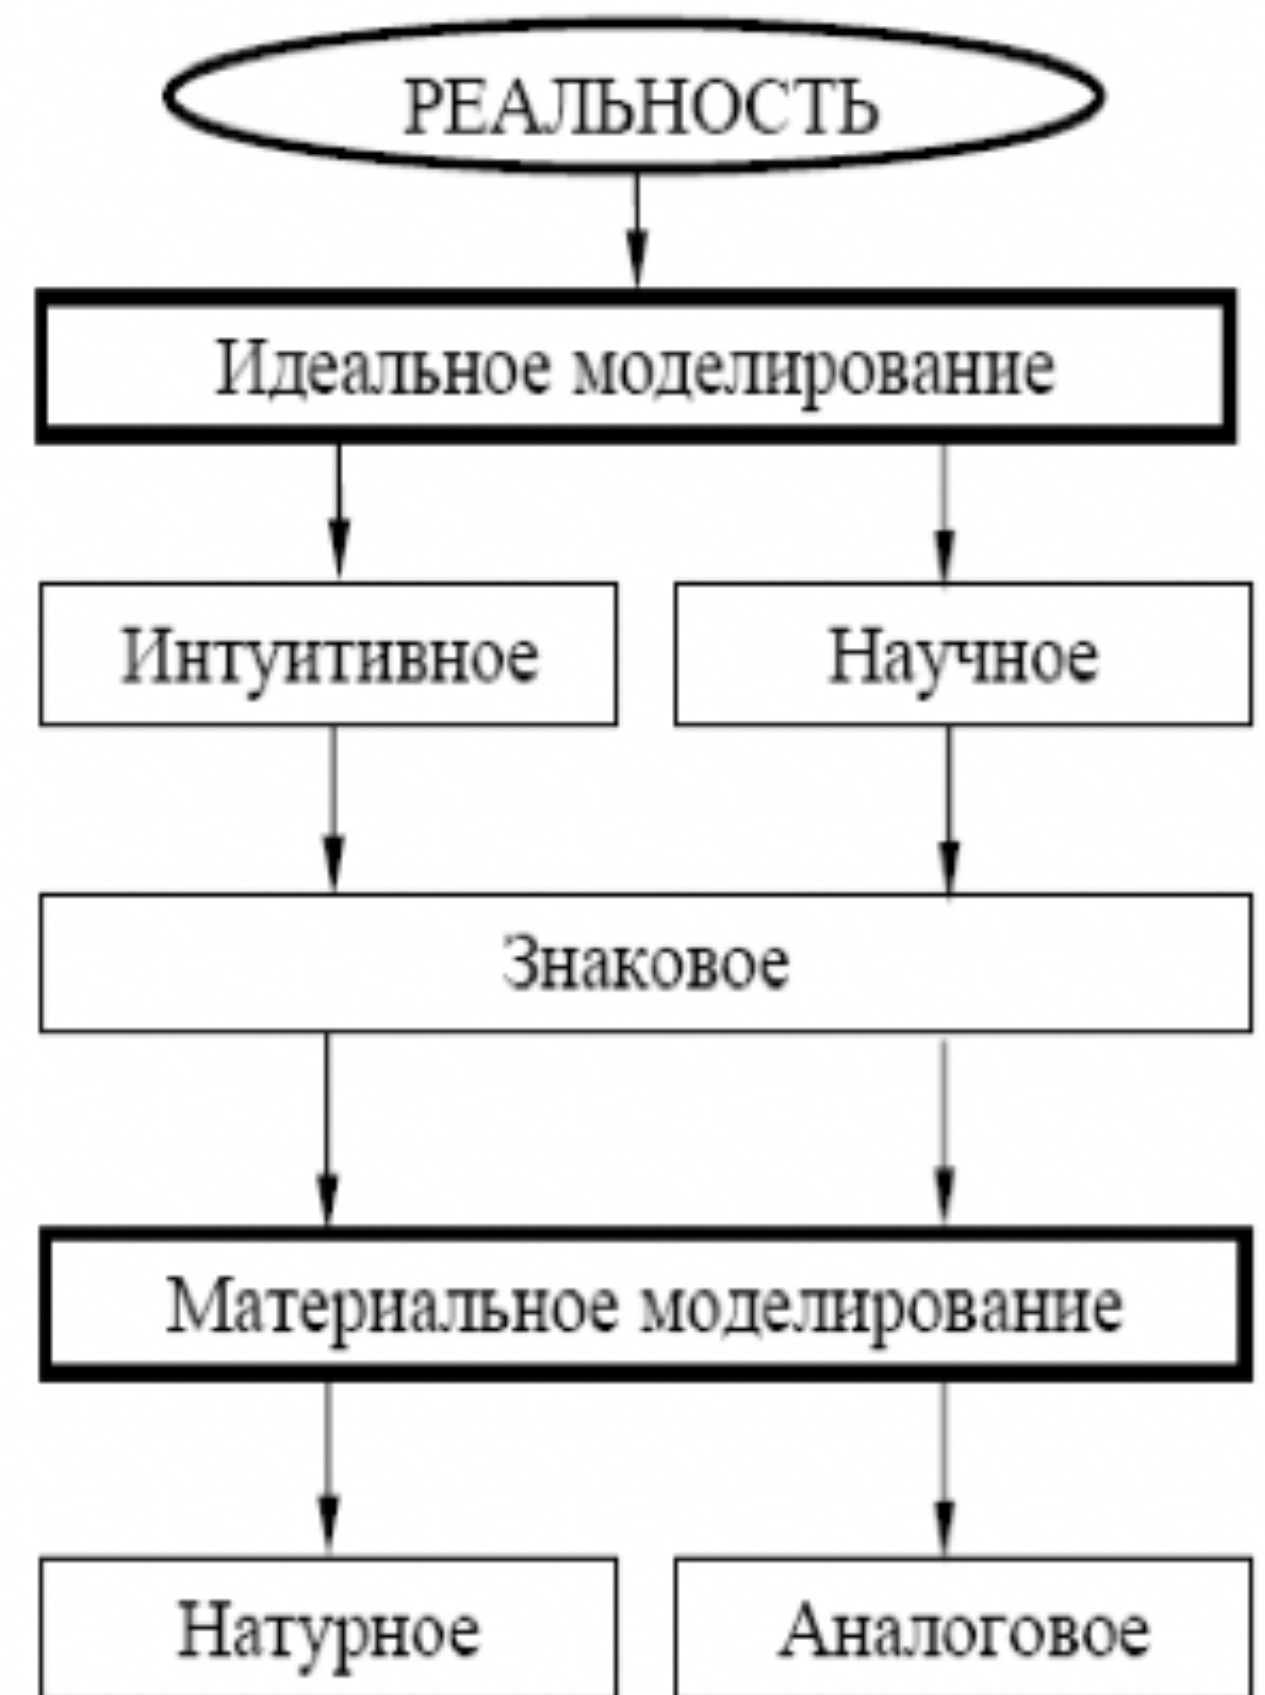 РЕАЛЬНОСТЬ
Идеальное моделирование
Интуитивное
Научное
Знаковое
Материальное моделирование
Натурное
Аналоговое